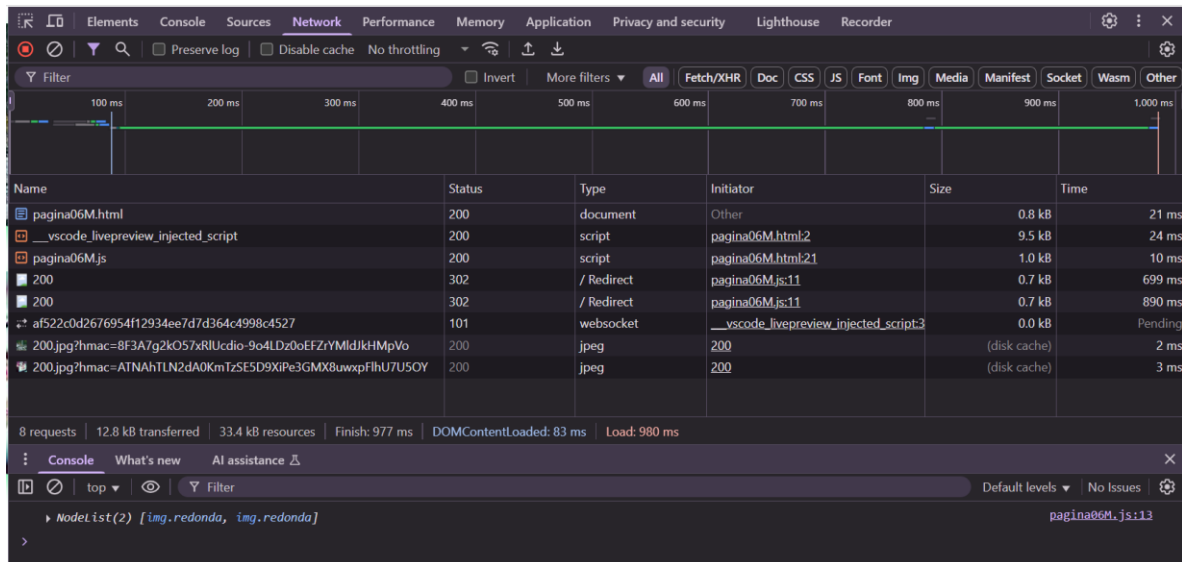 Elements Console Sources Network Performance Memory Application Privacy and security Lighthouse Recorder
Preserve log Disable cache No throttling
Filter Invert More filters All Fetch/XHR Doc CSS JS Font Img Media Manifest Socket Wasm Other
100 ms 200 ms 300 ms 400 ms 500 ms 600 ms 700 ms 800 ms 900 ms 1,000 ms
Name Status Type Initiator Size Time
pagina06M.html 200 document Other 0.8 kB 21 ms
__vscode_livepreview_injected_script 200 script pagina06M.html:2 9.5 kB 24 ms
pagina06M.js 200 script pagina06M.html:21 1.0 kB 10 ms
200 302 / Redirect pagina06M.js:11 0.7 kB 699 ms
200 302 / Redirect pagina06M.js:11 0.7 kB 890 ms
af522c0d2676954f12934ee7d7d364c4998c4527 101 websocket __vscode_livepreview_injected_script:3 0.0 kB Pending
200.jpg?hmac=8F3A7g2kO57xRlUcdio-9o4LDz0oEFZrYMldJkHMpVo 200 jpeg 200 (disk cache) 2 ms
200.jpg?hmac=ATNAhTLN2dA0KmTzSE5D9XiPe3GMX8uwxpFlhU7U5OY 200 jpeg 200 (disk cache) 3 ms
8 requests 12.8 kB transferred 33.4 kB resources Finish: 977 ms DOMContentLoaded: 83 ms Load: 980 ms
Console What's new AI assistance
top Filter Default levels No Issues
NodeList(2) [img.redonda, img.redonda] pagina06M.js:13